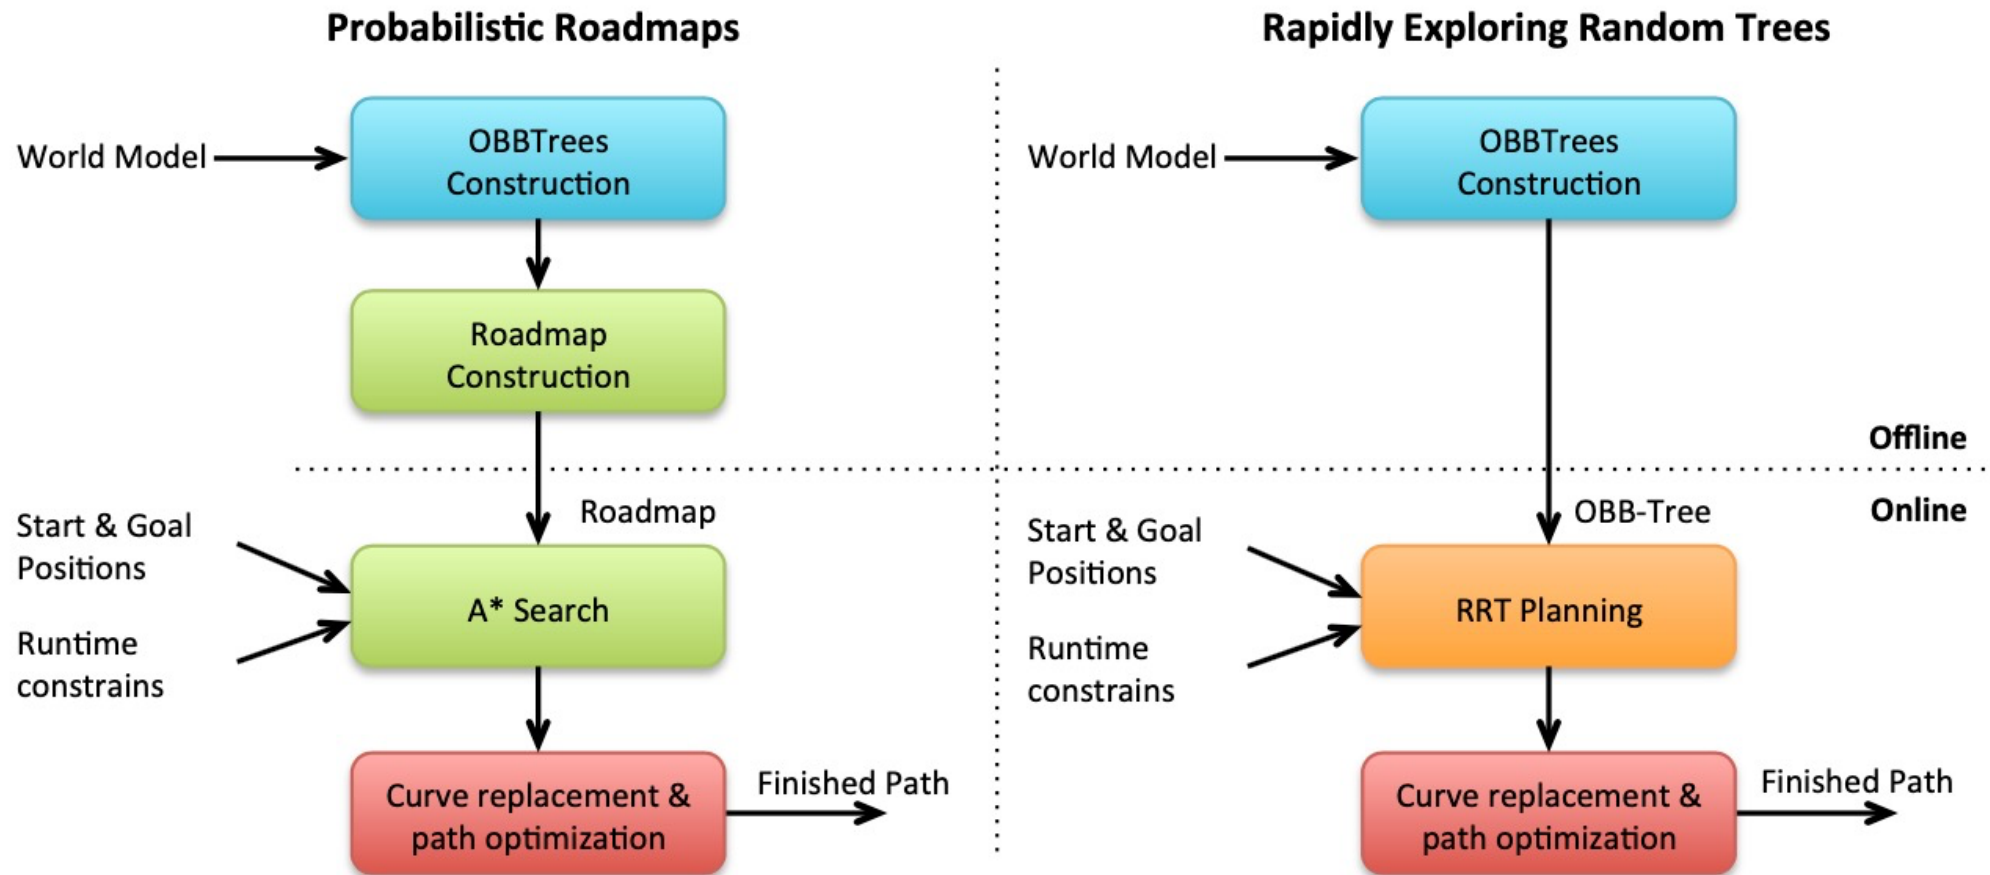 Probabilistic Roadmaps
World Model
OBBTrees
Construction
Roadmap
Construction
Roadmap
Start & Goal
Positions
A* Search
Runtime
constrains
Curve replacement &
path optimization
Finished Path
Rapidly Exploring Random Trees
World Model
OBBTrees
Construction
Offline
Online
OBB-Tree
Start & Goal
Positions
RRT Planning
Runtime
constrains
Curve replacement &
path optimization
Finished Path